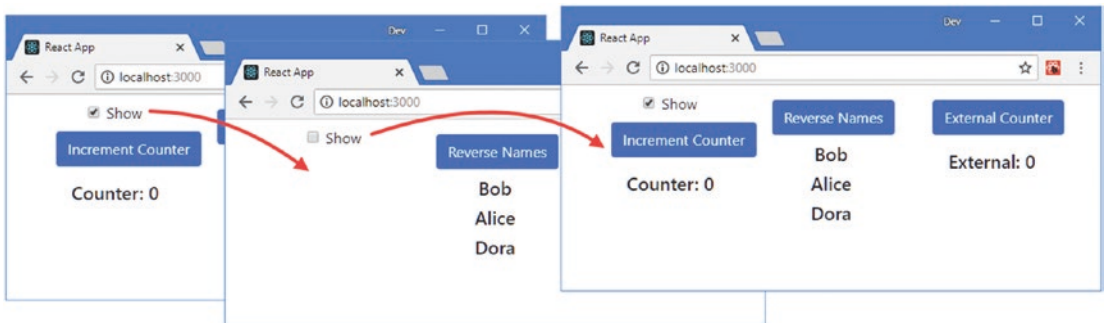 Dev
React App
localhost:3000
Show
Increment Counter
Counter: 0
React App
localhost:3000
Show
Reverse Names
Bob
Alice
Dora
Dev
React App
localhost:3000
Show
Increment Counter
Counter: 0
Reverse Names
Bob
Alice
Dora
External Counter
External: 0